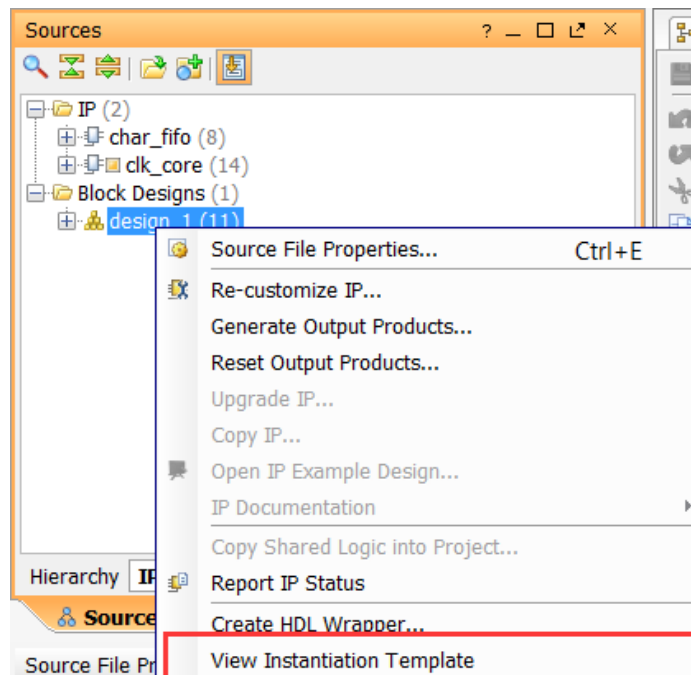 Sources
? _ □ ×
IP (2)
char_fifo (8)
clk_core (14)
Block Designs (1)
design_1 (11)
Source File Properties... Ctrl+E
Re-customize IP...
Generate Output Products...
Reset Output Products...
Upgrade IP...
Copy IP...
Open IP Example Design...
IP Documentation
Copy Shared Logic into Project...
Hierarchy IP
Report IP Status
Source
Create HDL Wrapper...
Source File Pr
View Instantiation Template